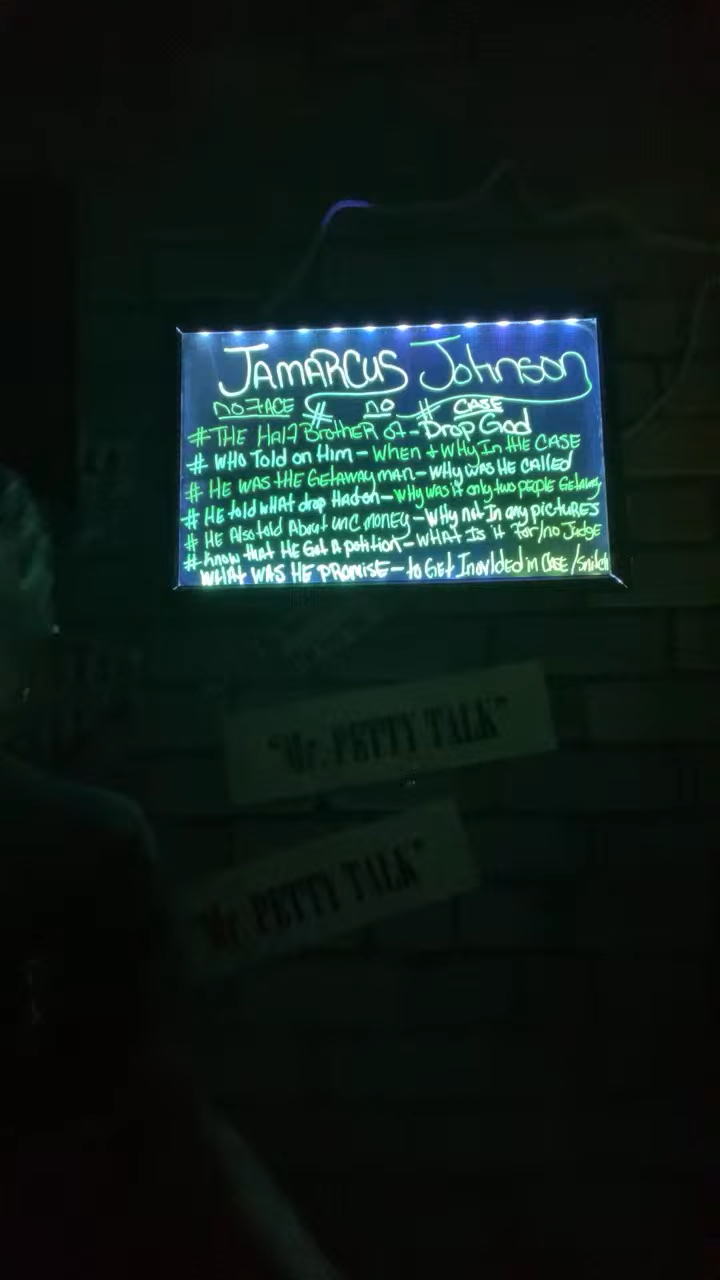 JAMARCUS Johnson
NO FACE # NO # CASE
# THE Half Brother of - Drop God
# WHO Told on Him - When + WHy In tHE CASE
# HE WAS tHE GetAwAy mAn - WHy wAS HE CAllED
# HE told wHAt drop Had on - WHy was it only two people GetAwAy
# HE Also told About unc money - WHy not In any pictures
# Know that HE Got A potition - WHAt Is it For/no Judge
WHAT WAS HE PROMISE - to Get Inovlded in CASE/Snitch
"Mr. PETTY TALK"
"Mr. PETTY TALK"